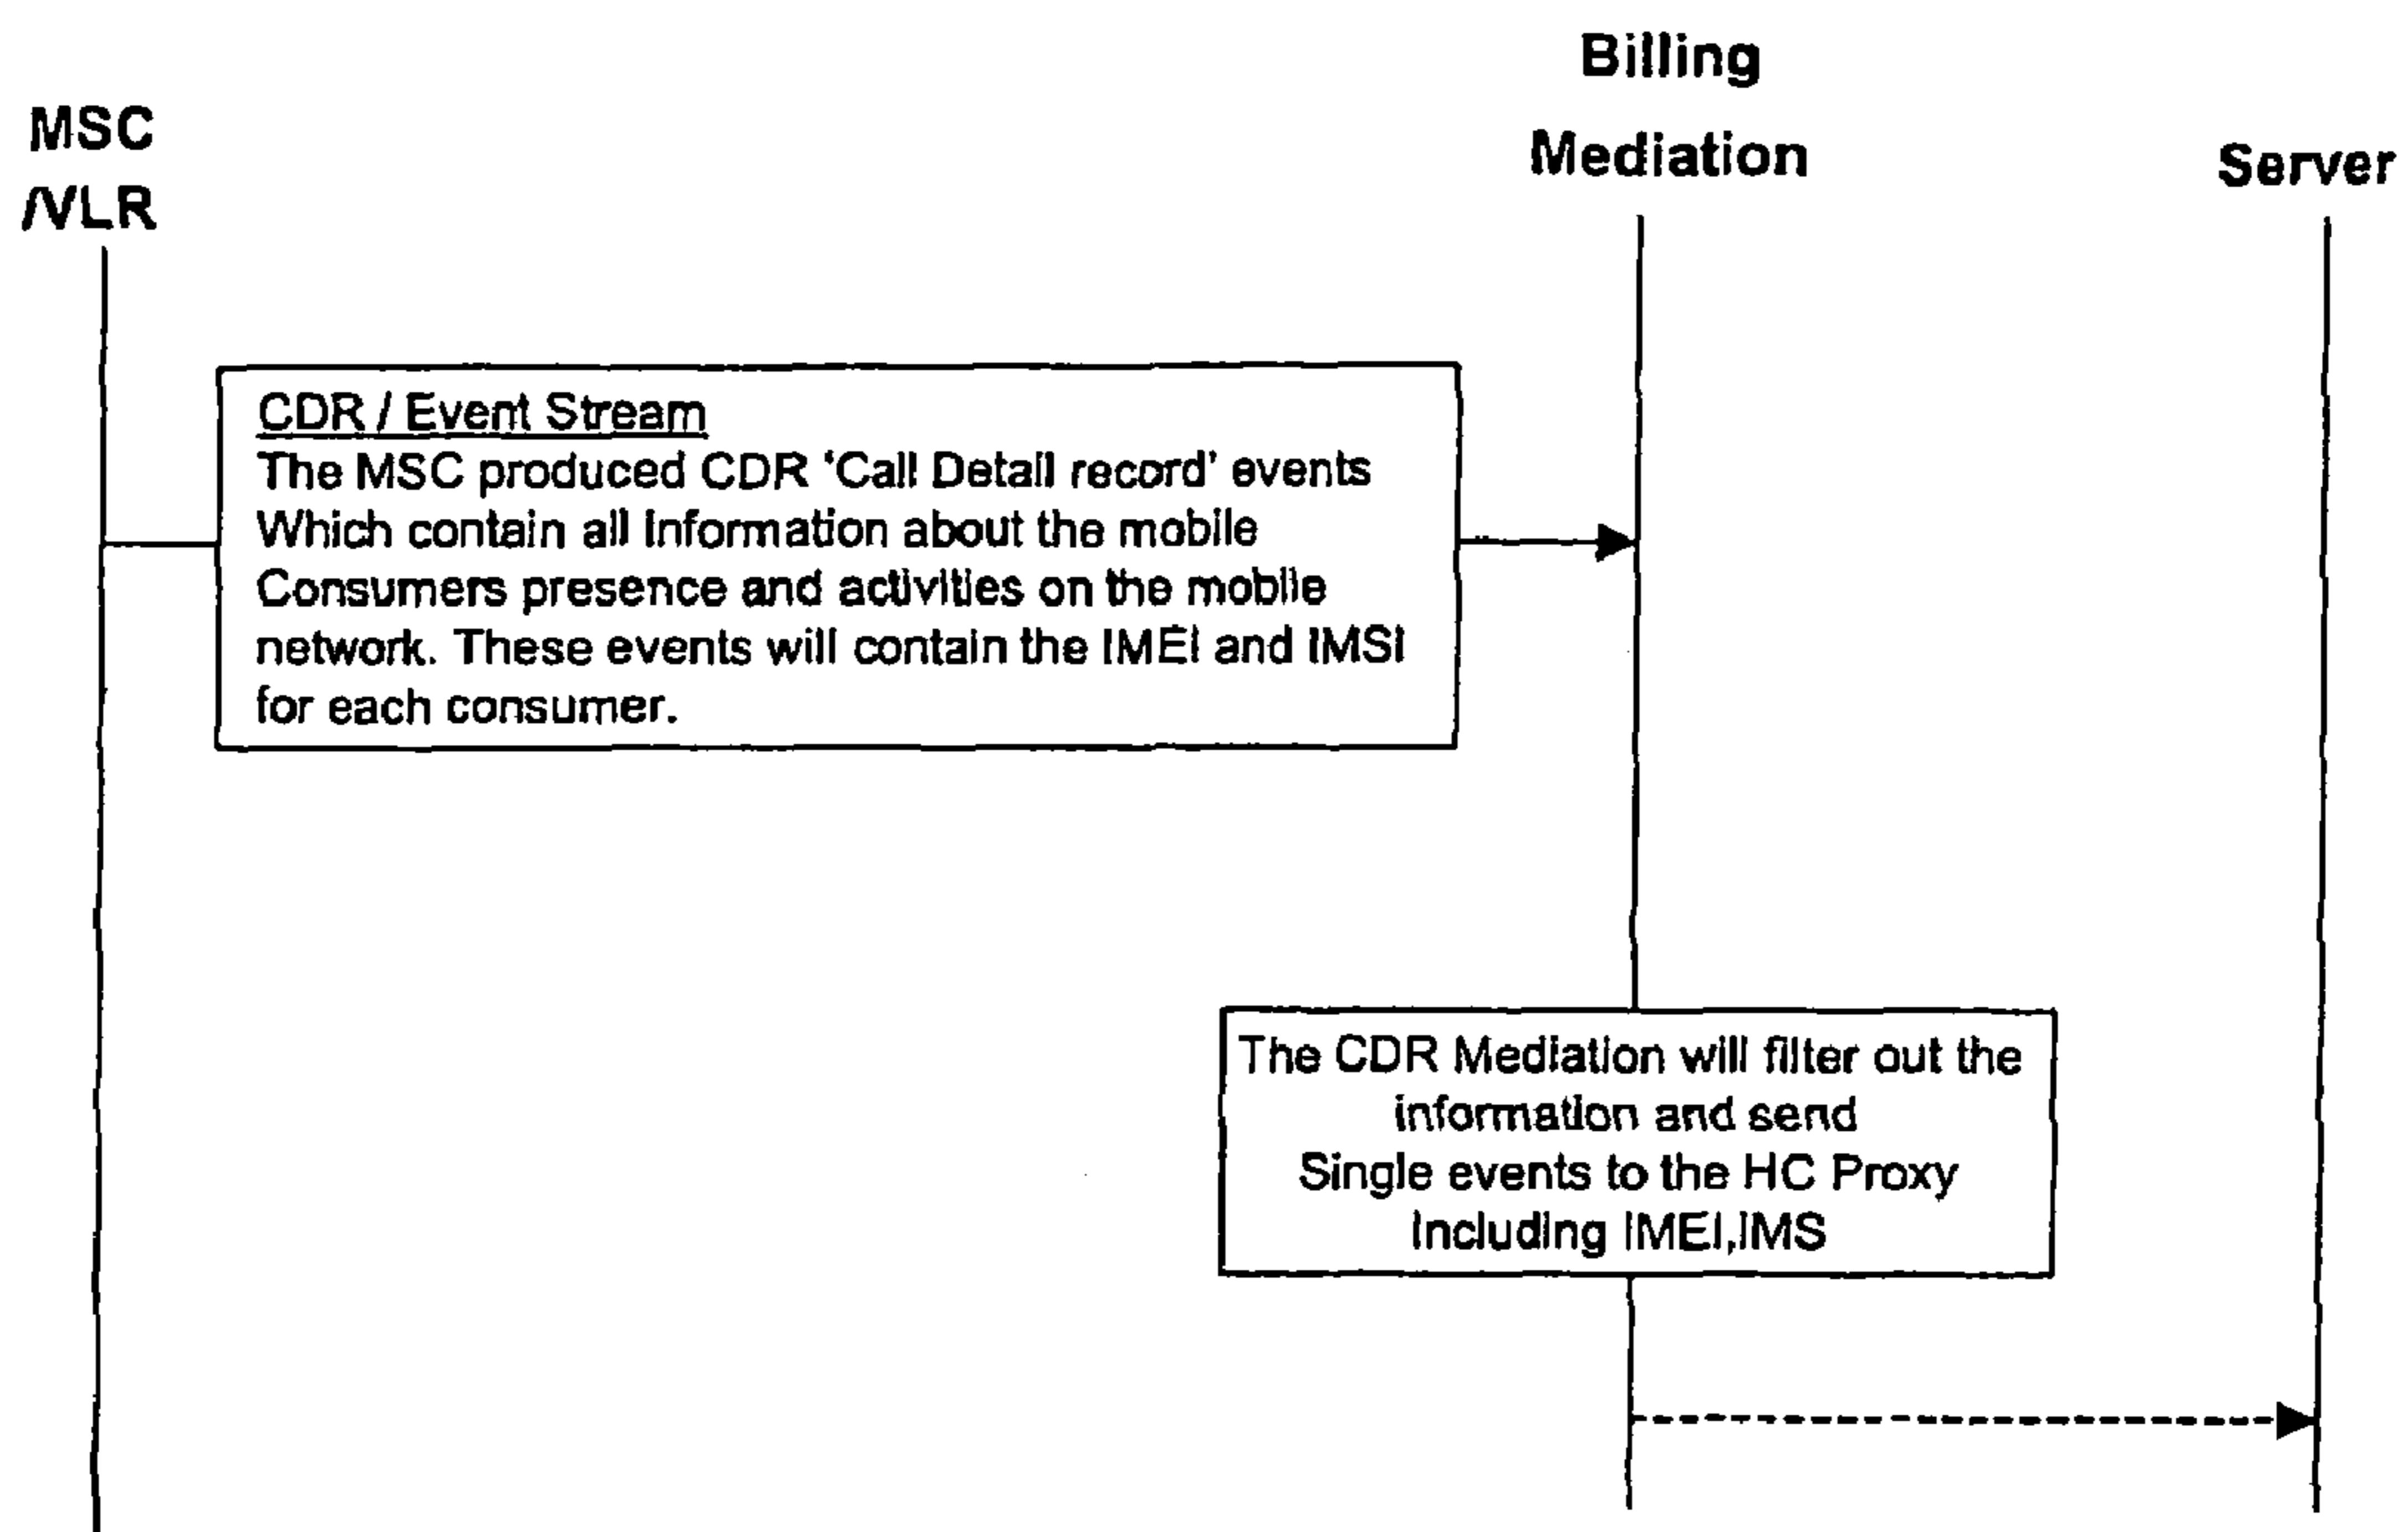 MSC
/VLR
Billing
Mediation
Server
CDR / Event Stream
The MSC produced CDR 'Call Detail record' events
Which contain all Information about the mobile
Consumers presence and activities on the mobile
network. These events will contain the IMEI and IMSI
for each consumer.
The CDR Mediation will filter out the
information and send
Single events to the HC Proxy
Including IMEI,IMS